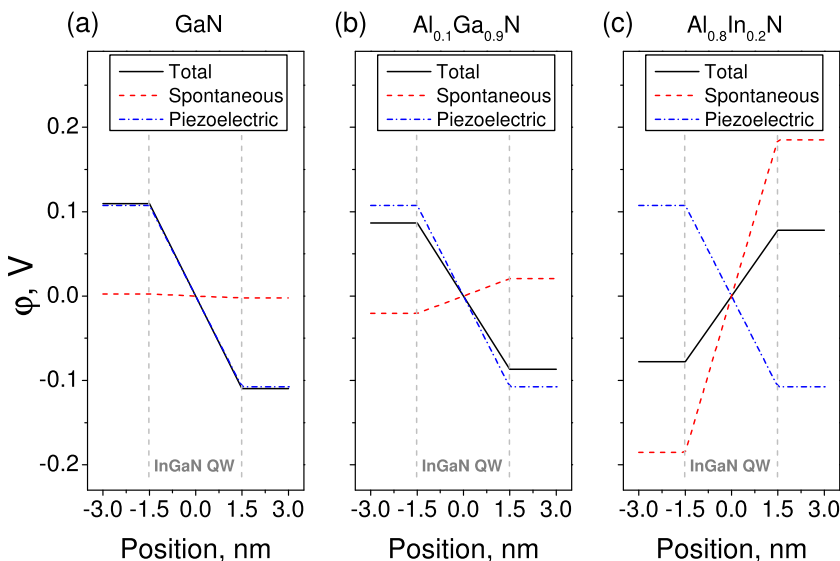 (a) GaN
Total
Spontaneous
Piezoelectric
InGaN QW
φ, V
0.2
0.1
0.0
-0.1
-0.2
-3.0 -1.5 0.0 1.5 3.0
Position, nm
(b) Al0.1Ga0.9N
Total
Spontaneous
Piezoelectric
InGaN QW
-3.0 -1.5 0.0 1.5 3.0
Position, nm
(c) Al0.8In0.2N
Total
Spontaneous
Piezoelectric
InGaN QW
-3.0 -1.5 0.0 1.5 3.0
Position, nm